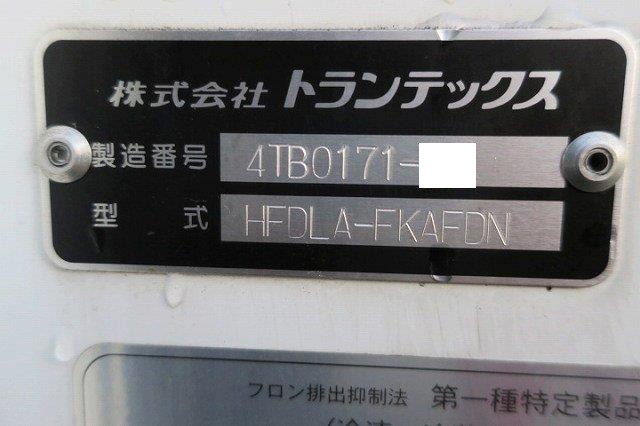 株式会社 トランテックス
製造番号 4TB0171-
型式 HFDLA-FKAFDN
フロン排出抑制法 第一種特定製品